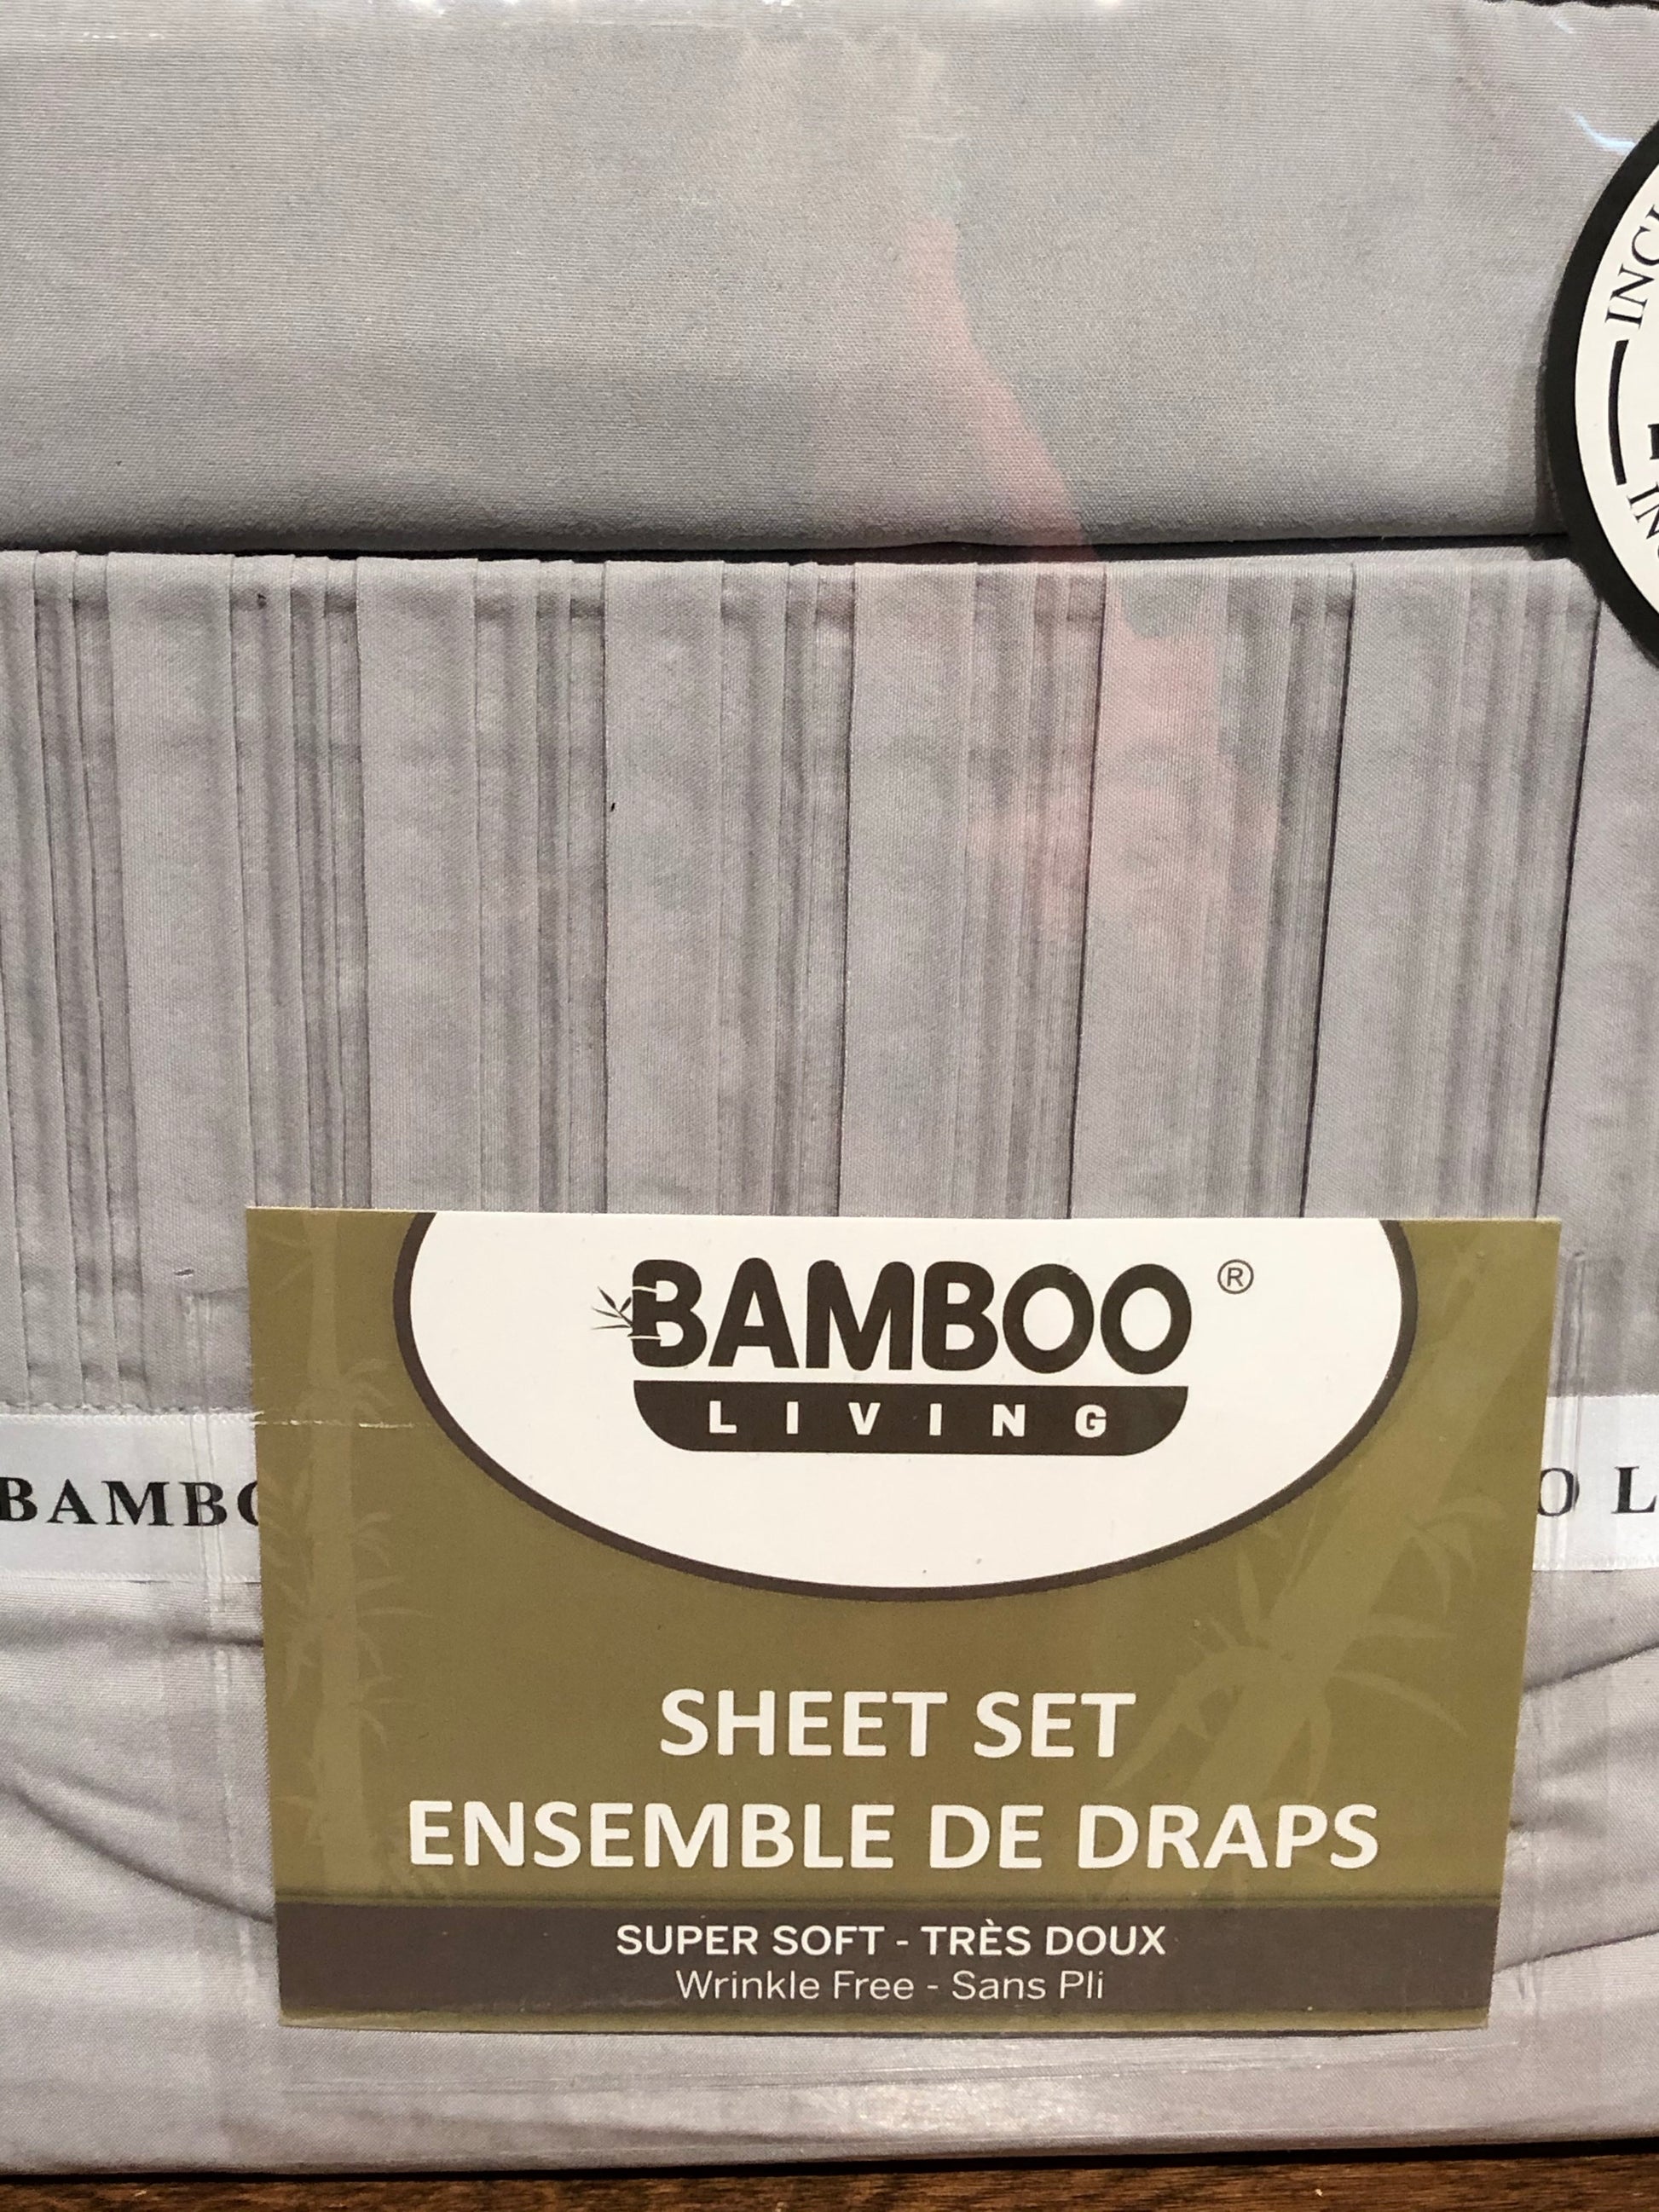 BAMBOO ®
LIVING
BAMBO
O L
SHEET SET
ENSEMBLE DE DRAPS
SUPER SOFT - TRÈS DOUX
Wrinkle Free - Sans Pli